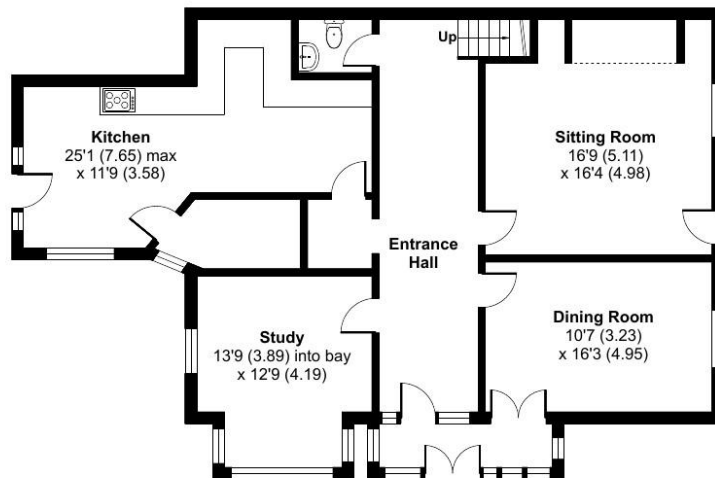 Up
Kitchen
25'1 (7.65) max
x 11'9 (3.58)
Sitting Room
16'9 (5.11)
x 16'4 (4.98)
Entrance
Hall
Study
13'9 (3.89) into bay
x 12'9 (4.19)
Dining Room
10'7 (3.23)
x 16'3 (4.95)